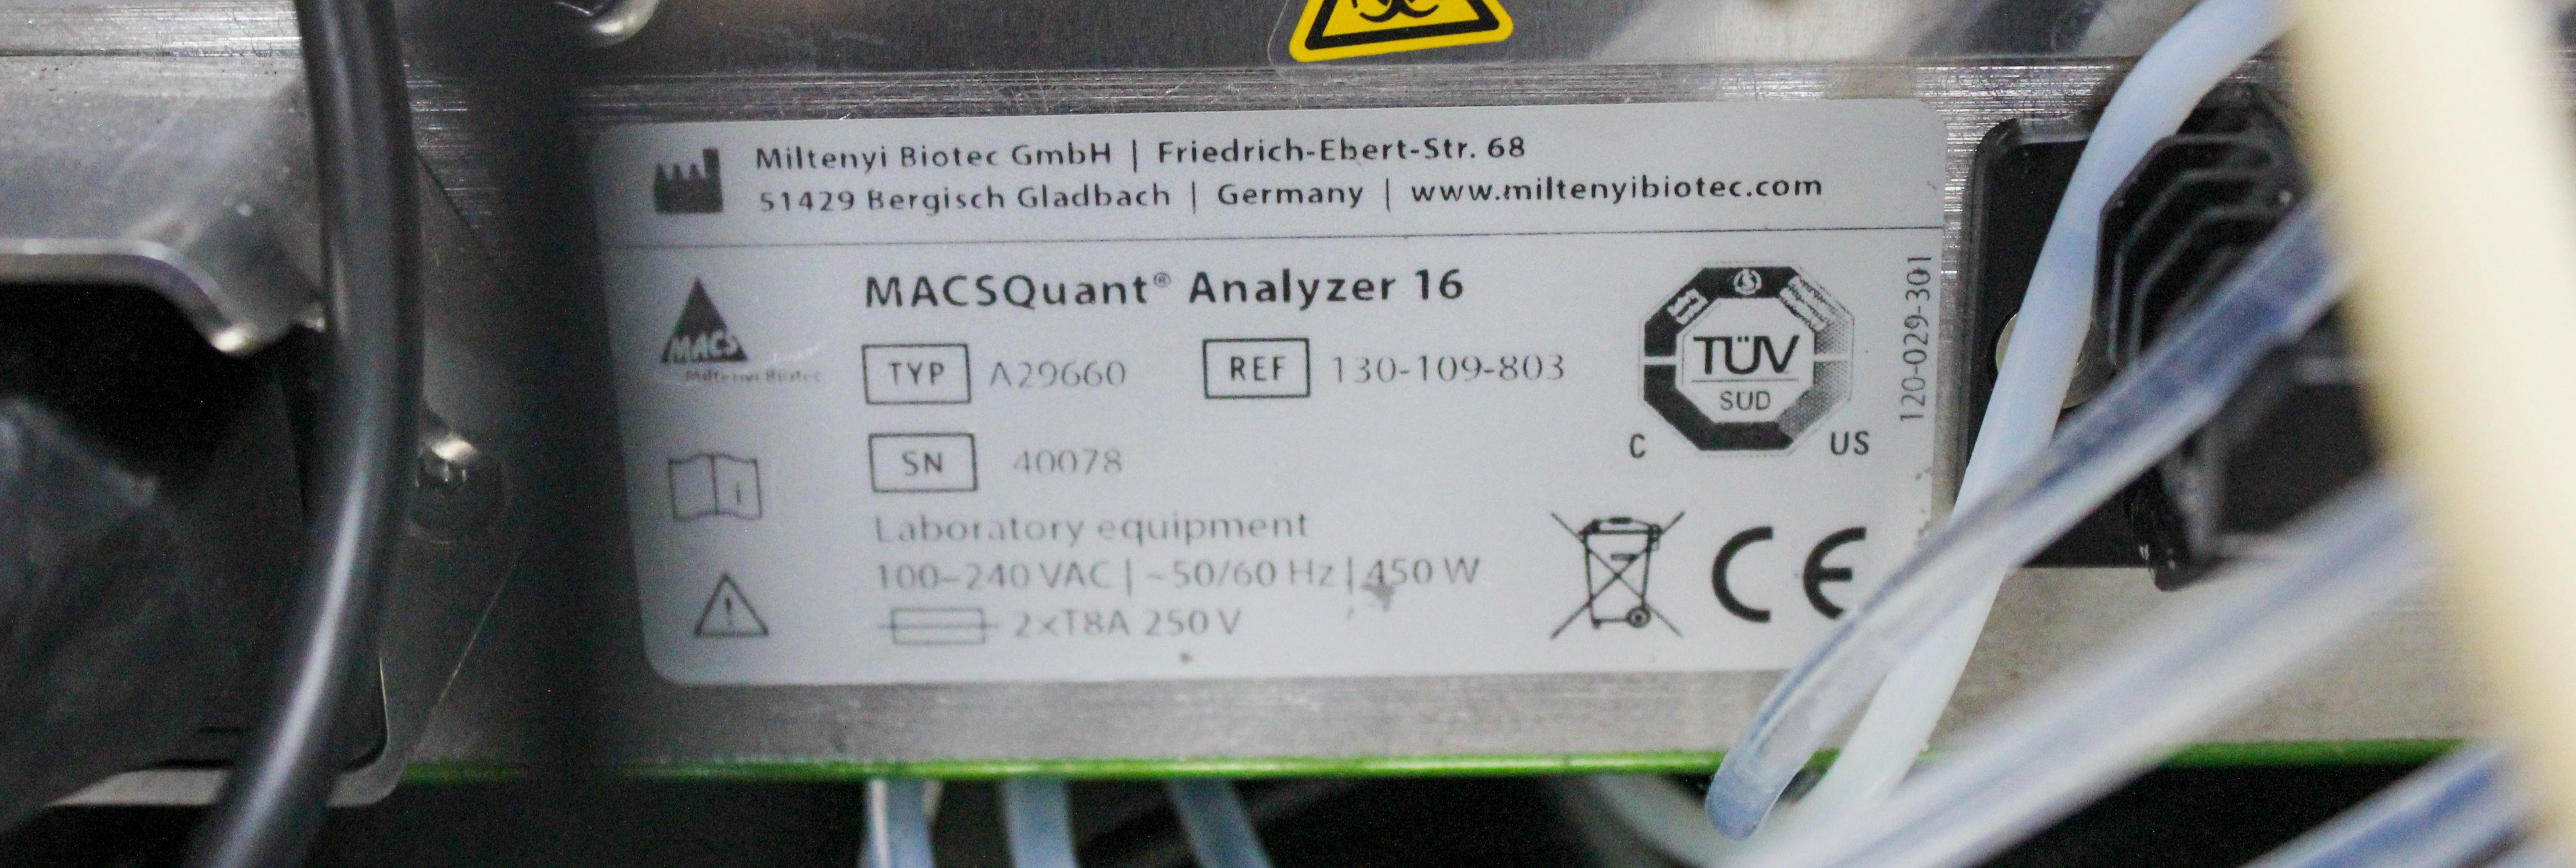 Miltenyi Biotec GmbH | Friedrich-Ebert-Str. 68
51429 Bergisch Gladbach | Germany | www.miltenyibiotec.com
MACSQuant® Analyzer 16
MACS
Miltenyi Biotec
TYP A29660 REF 130-109-803
SN 40078
Laboratory equipment
100–240 VAC | ~50/60 Hz | 450 W
2xT8A 250 V
TÜV
SÜD
C US
CE
120-029-301